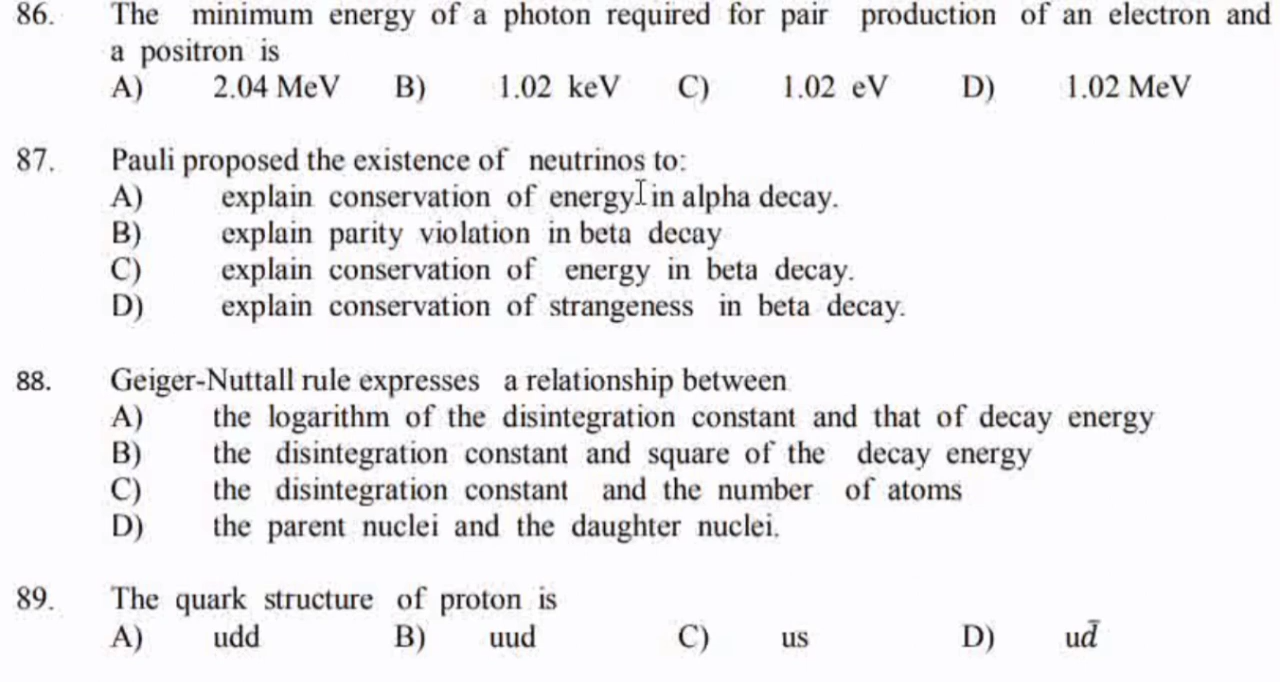 86. The minimum energy of a photon required for pair production of an electron and
a positron is
A) 2.04 MeV B) 1.02 keV C) 1.02 eV D) 1.02 MeV
87. Pauli proposed the existence of neutrinos to:
A) explain conservation of energy in alpha decay.
B) explain parity violation in beta decay
C) explain conservation of energy in beta decay.
D) explain conservation of strangeness in beta decay.
88. Geiger-Nuttall rule expresses a relationship between
A) the logarithm of the disintegration constant and that of decay energy
B) the disintegration constant and square of the decay energy
C) the disintegration constant and the number of atoms
D) the parent nuclei and the daughter nuclei.
89. The quark structure of proton is
A) udd B) uud C) us D) ud̄